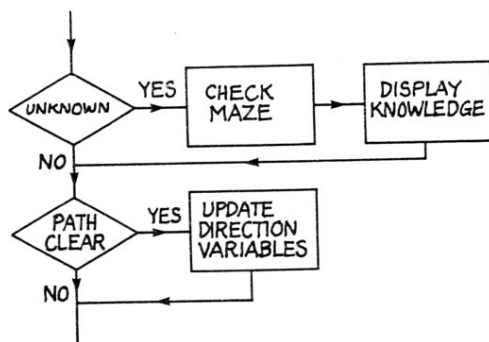 UNKNOWN
YES
CHECK
MAZE
DISPLAY
KNOWLEDGE
NO
PATH
CLEAR
YES
UPDATE
DIRECTION
VARIABLES
NO